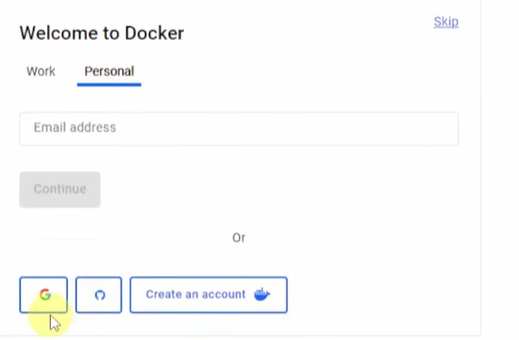 Skip
Welcome to Docker
Work Personal
Email address
Continue
Or
Create an account